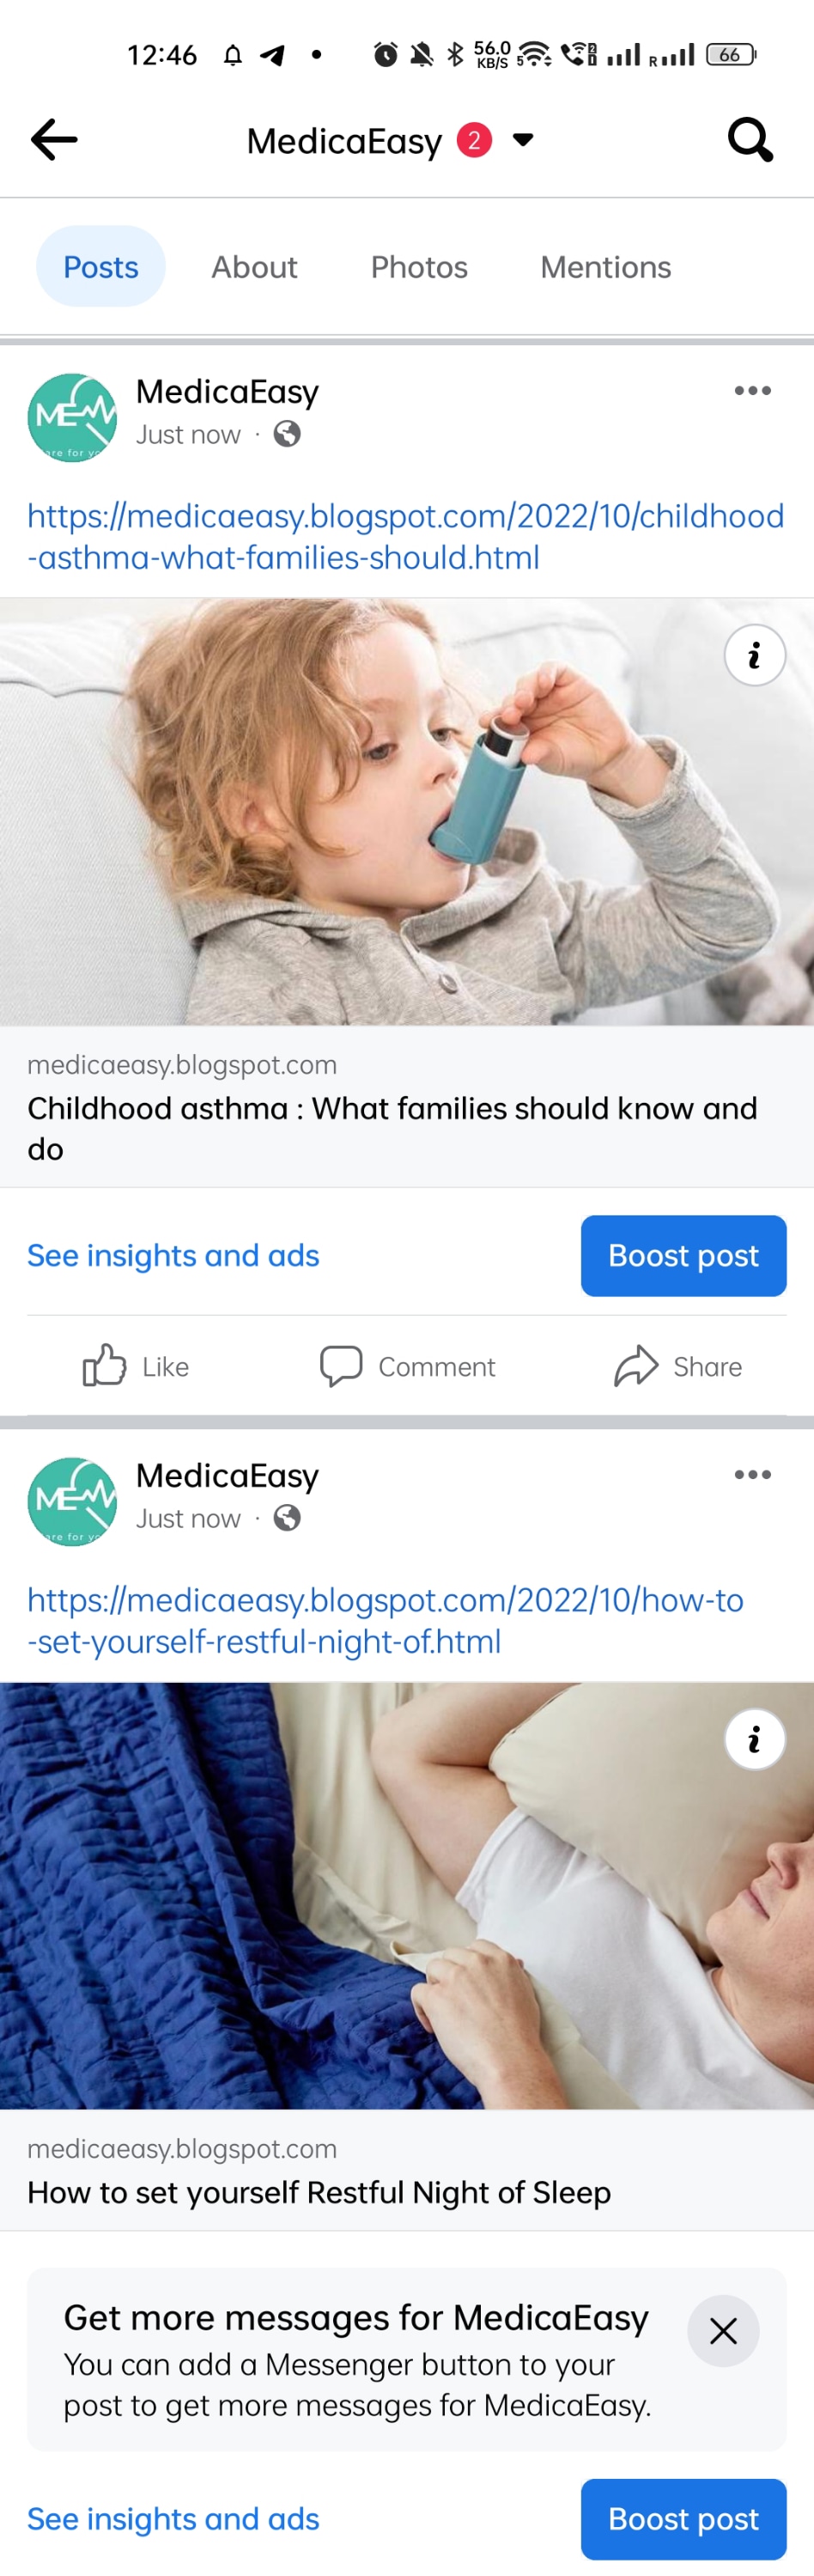 12:46
56.0
KB/S
5
R
66
MedicaEasy 2
Posts About Photos Mentions
MedicaEasy
Just now ·
https://medicaeasy.blogspot.com/2022/10/childhood
-asthma-what-families-should.html
i
medicaeasy.blogspot.com
Childhood asthma : What families should know and
do
See insights and ads Boost post
Like Comment Share
MedicaEasy
Just now ·
https://medicaeasy.blogspot.com/2022/10/how-to
-set-yourself-restful-night-of.html
i
medicaeasy.blogspot.com
How to set yourself Restful Night of Sleep
Get more messages for MedicaEasy
You can add a Messenger button to your
post to get more messages for MedicaEasy.
See insights and ads Boost post